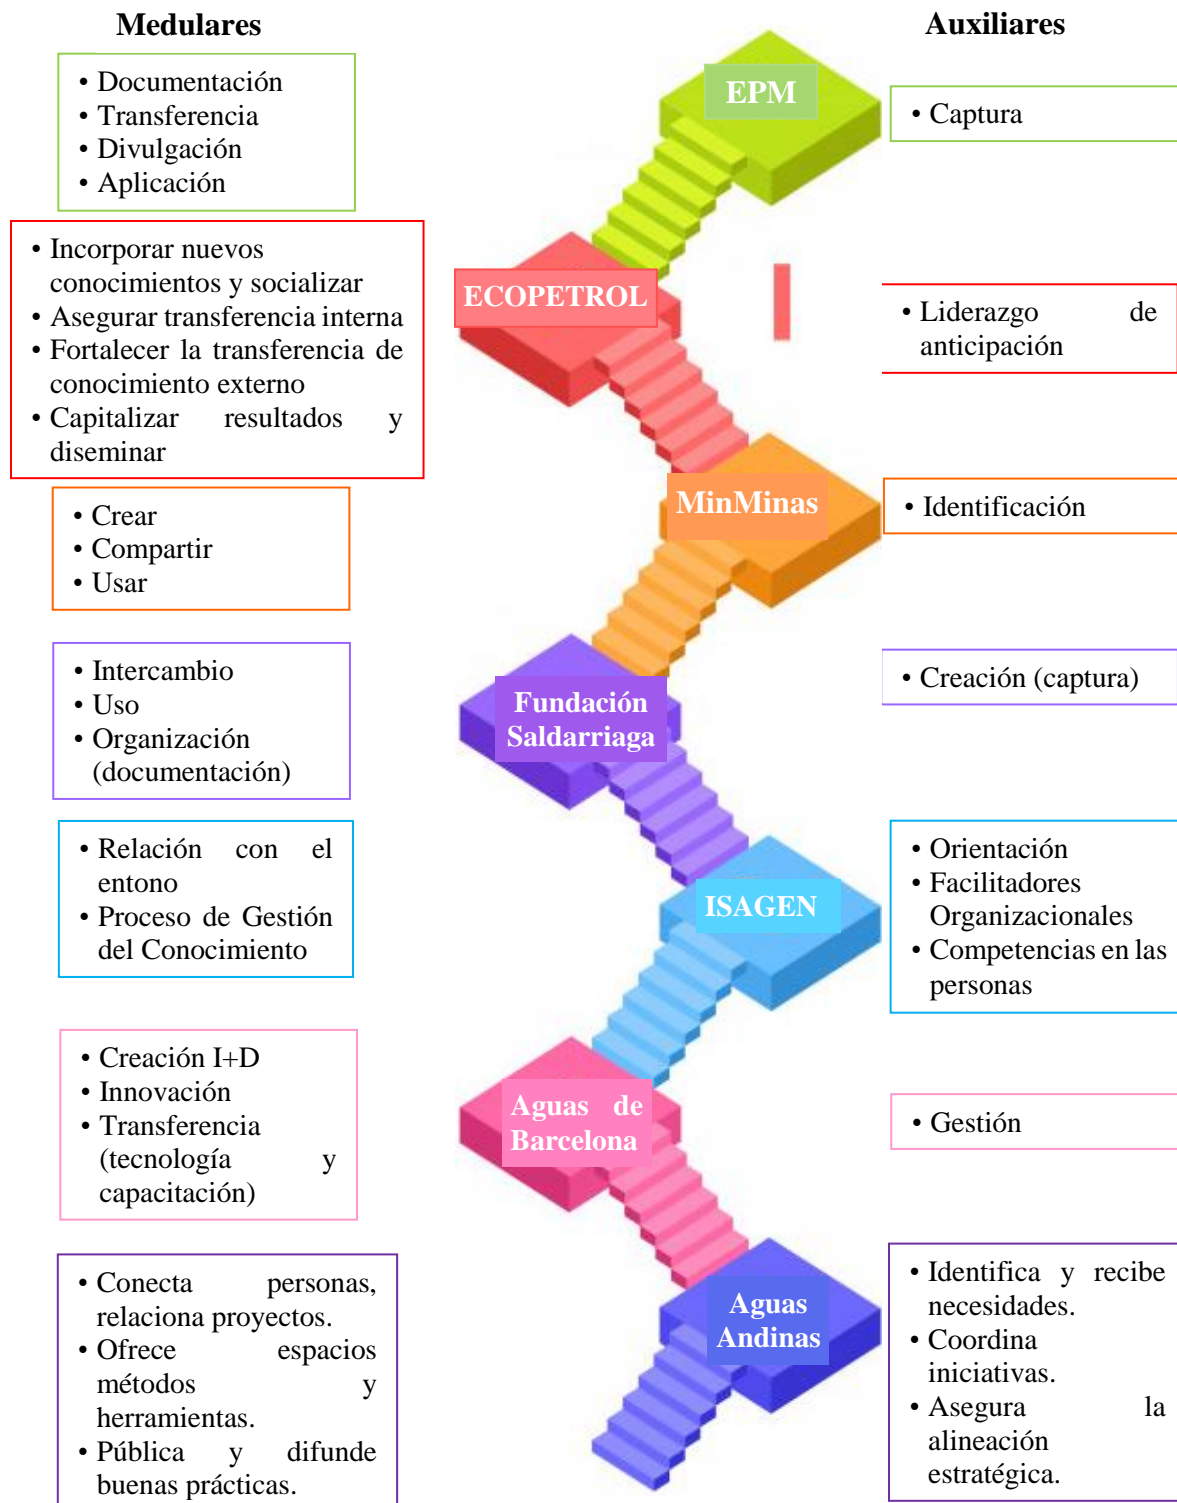 Medulares
Auxiliares
• Documentación
• Transferencia
• Divulgación
• Aplicación
EPM
• Captura
• Incorporar nuevos
conocimientos y socializar
• Asegurar transferencia interna
• Fortalecer la transferencia de
conocimiento externo
• Capitalizar resultados y
diseminar
ECOPETROL
• Liderazgo de
anticipación
• Crear
• Compartir
• Usar
MinMinas
• Identificación
• Intercambio
• Uso
• Organización
(documentación)
Fundación
Saldarriaga
• Creación (captura)
• Relación con el
entono
• Proceso de Gestión
del Conocimiento
ISAGEN
• Orientación
• Facilitadores
Organizacionales
• Competencias en las
personas
• Creación I+D
• Innovación
• Transferencia
(tecnología y
capacitación)
Aguas de
Barcelona
• Gestión
• Conecta personas,
relaciona proyectos.
• Ofrece espacios
métodos y
herramientas.
• Pública y difunde
buenas prácticas.
Aguas
Andinas
• Identifica y recibe
necesidades.
• Coordina
iniciativas.
• Asegura la
alineación
estratégica.